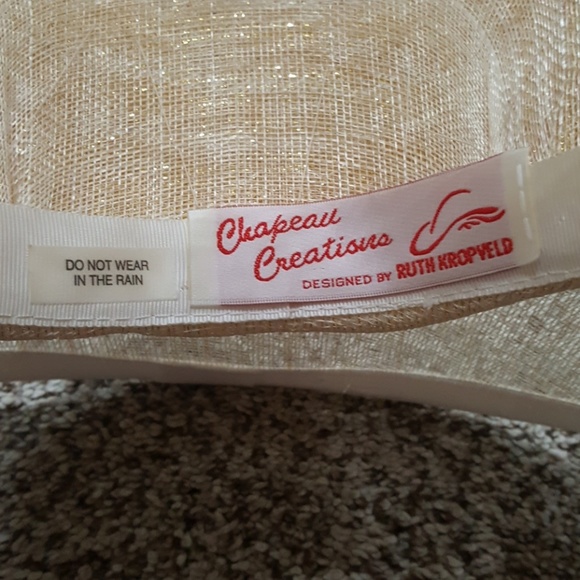 DO NOT WEAR
IN THE RAIN
Chapeau
Creations
DESIGNED BY RUTH KROPVELD